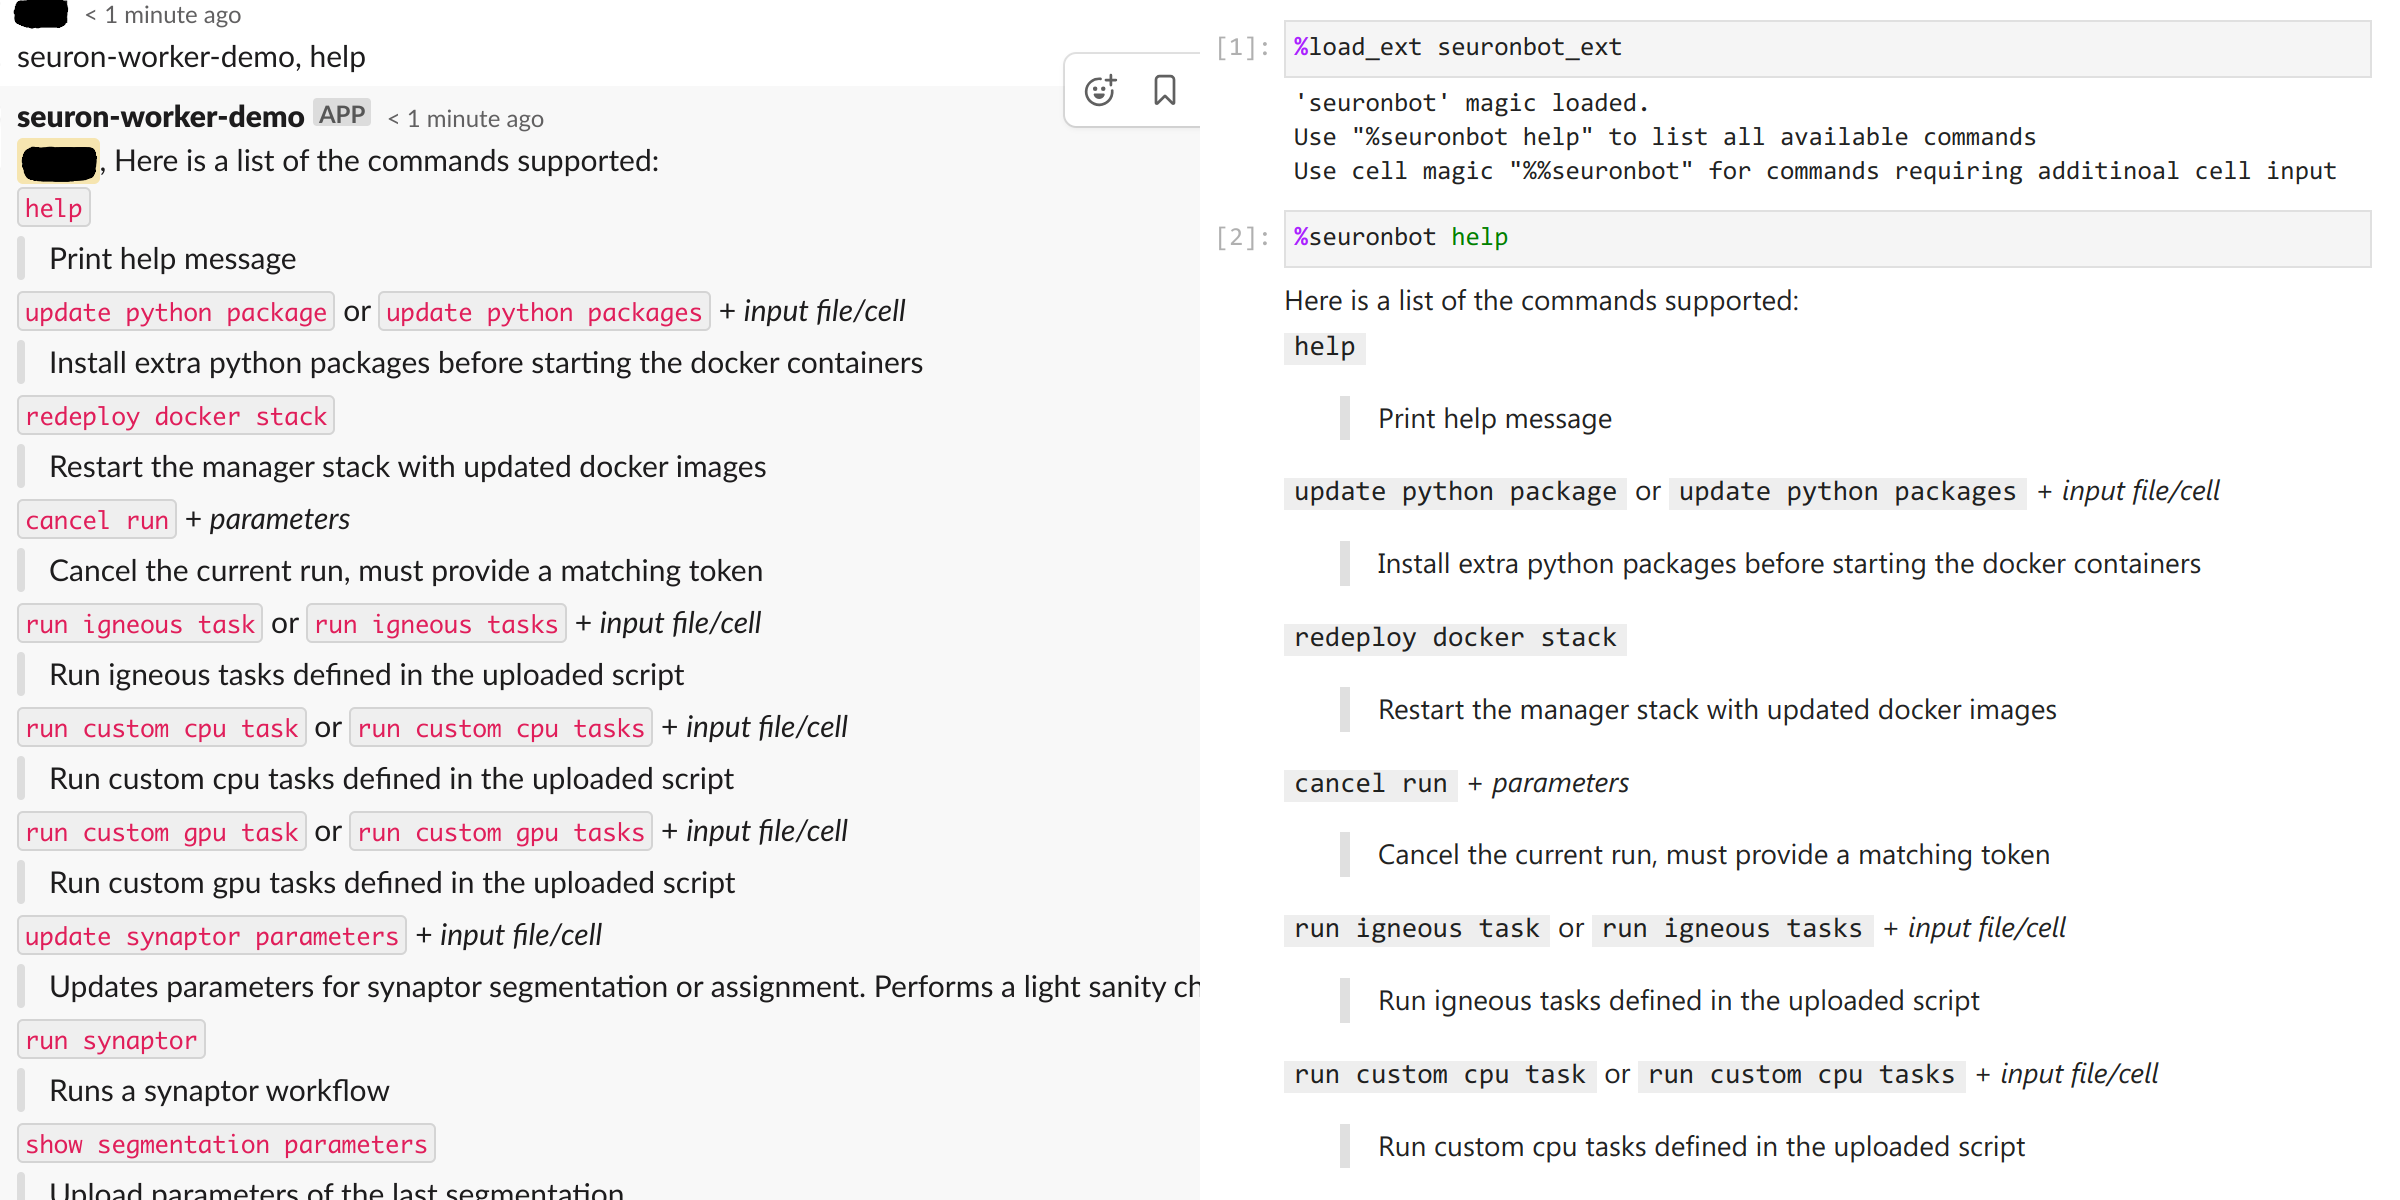 < 1 minute ago
seuron-worker-demo, help
seuron-worker-demo APP < 1 minute ago
, Here is a list of the commands supported:
help
Print help message
update python package or update python packages + input file/cell
Install extra python packages before starting the docker containers
redeploy docker stack
Restart the manager stack with updated docker images
cancel run + parameters
Cancel the current run, must provide a matching token
run igneous task or run igneous tasks + input file/cell
Run igneous tasks defined in the uploaded script
run custom cpu task or run custom cpu tasks + input file/cell
Run custom cpu tasks defined in the uploaded script
run custom gpu task or run custom gpu tasks + input file/cell
Run custom gpu tasks defined in the uploaded script
update synaptor parameters + input file/cell
Updates parameters for synaptor segmentation or assignment. Performs a light sanity ch
run synaptor
Runs a synaptor workflow
show segmentation parameters
Upload parameters of the last segmentation
[1]: %load_ext seuronbot_ext
'seuronbot' magic loaded.
Use "%seuronbot help" to list all available commands
Use cell magic "%%seuronbot" for commands requiring additinoal cell input
[2]: %seuronbot help
Here is a list of the commands supported:
help
Print help message
update python package or update python packages + input file/cell
Install extra python packages before starting the docker containers
redeploy docker stack
Restart the manager stack with updated docker images
cancel run + parameters
Cancel the current run, must provide a matching token
run igneous task or run igneous tasks + input file/cell
Run igneous tasks defined in the uploaded script
run custom cpu task or run custom cpu tasks + input file/cell
Run custom cpu tasks defined in the uploaded script